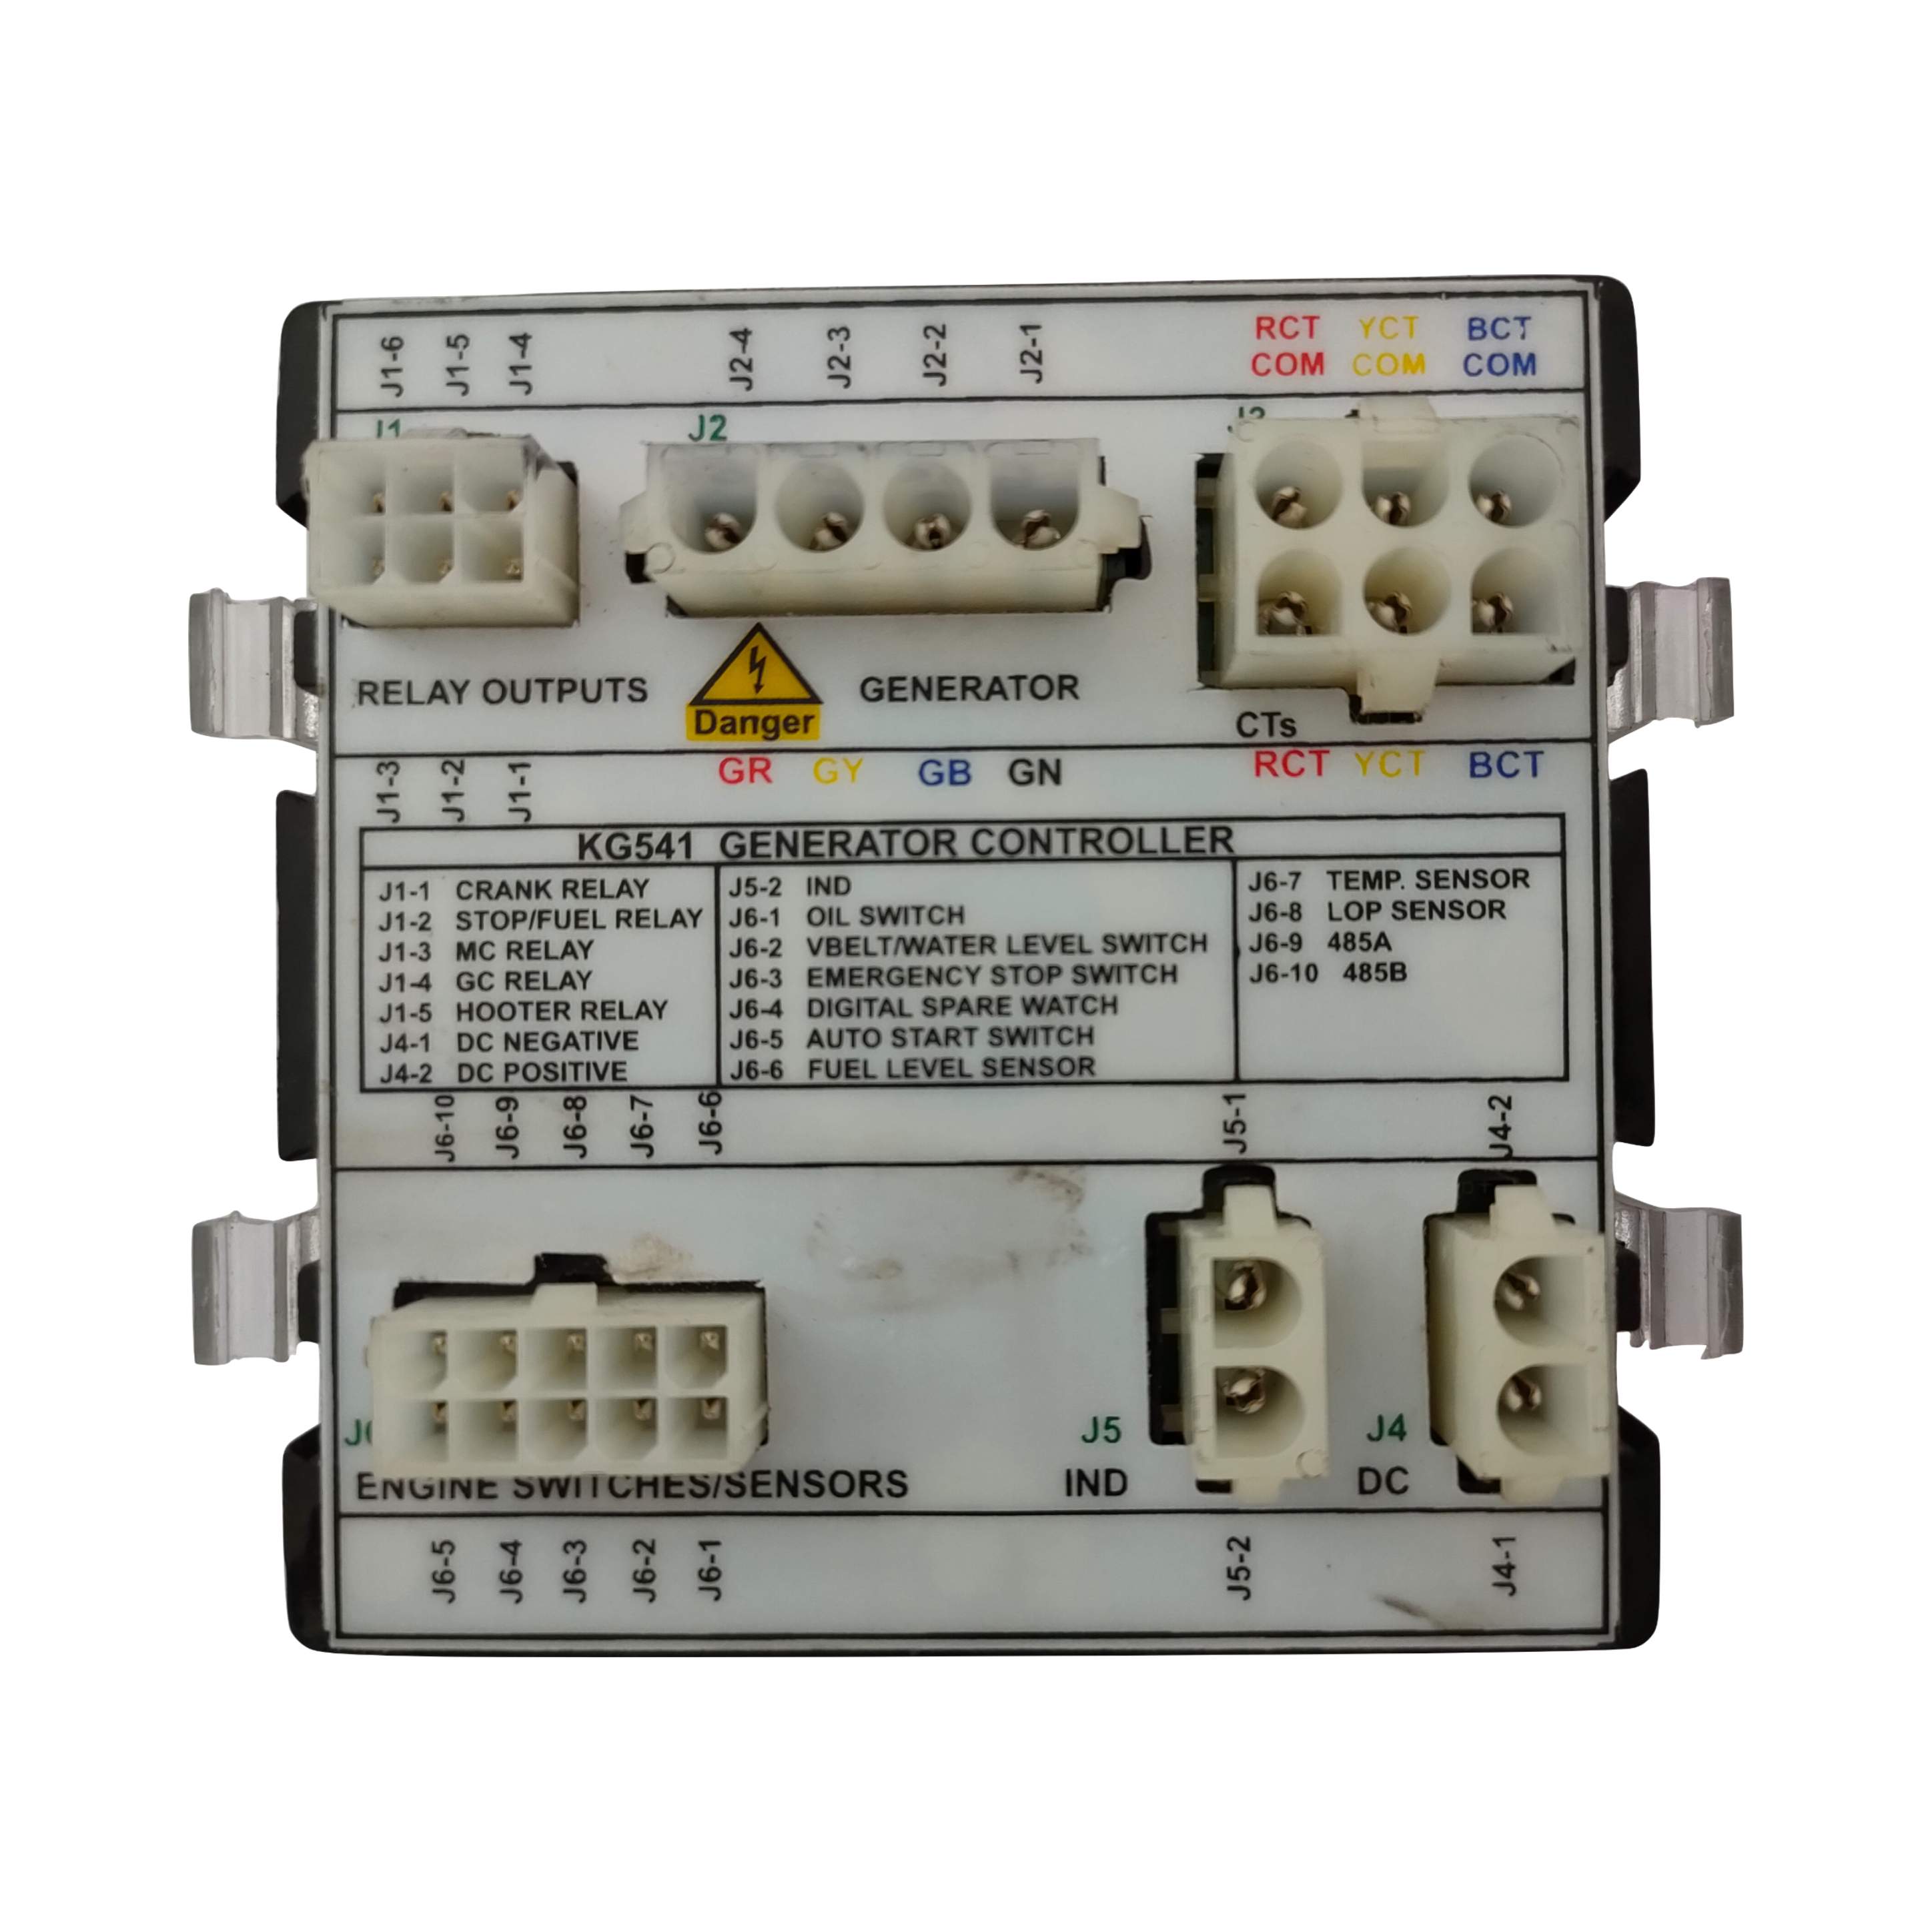 J1-6 J1-5 J1-4 J2-4 J2-3 J2-2 J2-1 RCT YCT BCT
COM COM COM
J1 J2
RELAY OUTPUTS Danger GENERATOR CTs
J1-3 J1-2 J1-1 GR GY GB GN RCT YCT BCT
KG541 GENERATOR CONTROLLER
J1-1 CRANK RELAY
J1-2 STOP/FUEL RELAY
J1-3 MC RELAY
J1-4 GC RELAY
J1-5 HOOTER RELAY
J4-1 DC NEGATIVE
J4-2 DC POSITIVE
J5-2 IND
J6-1 OIL SWITCH
J6-2 VBELT/WATER LEVEL SWITCH
J6-3 EMERGENCY STOP SWITCH
J6-4 DIGITAL SPARE WATCH
J6-5 AUTO START SWITCH
J6-6 FUEL LEVEL SENSOR
J6-7 TEMP. SENSOR
J6-8 LOP SENSOR
J6-9 485A
J6-10 485B
J6-10 J6-9 J6-8 J6-7 J6-6 J5-1 J4-2
J5 J4
ENGINE SWITCHES/SENSORS IND DC
J6-5 J6-4 J6-3 J6-2 J6-1 J5-2 J4-1